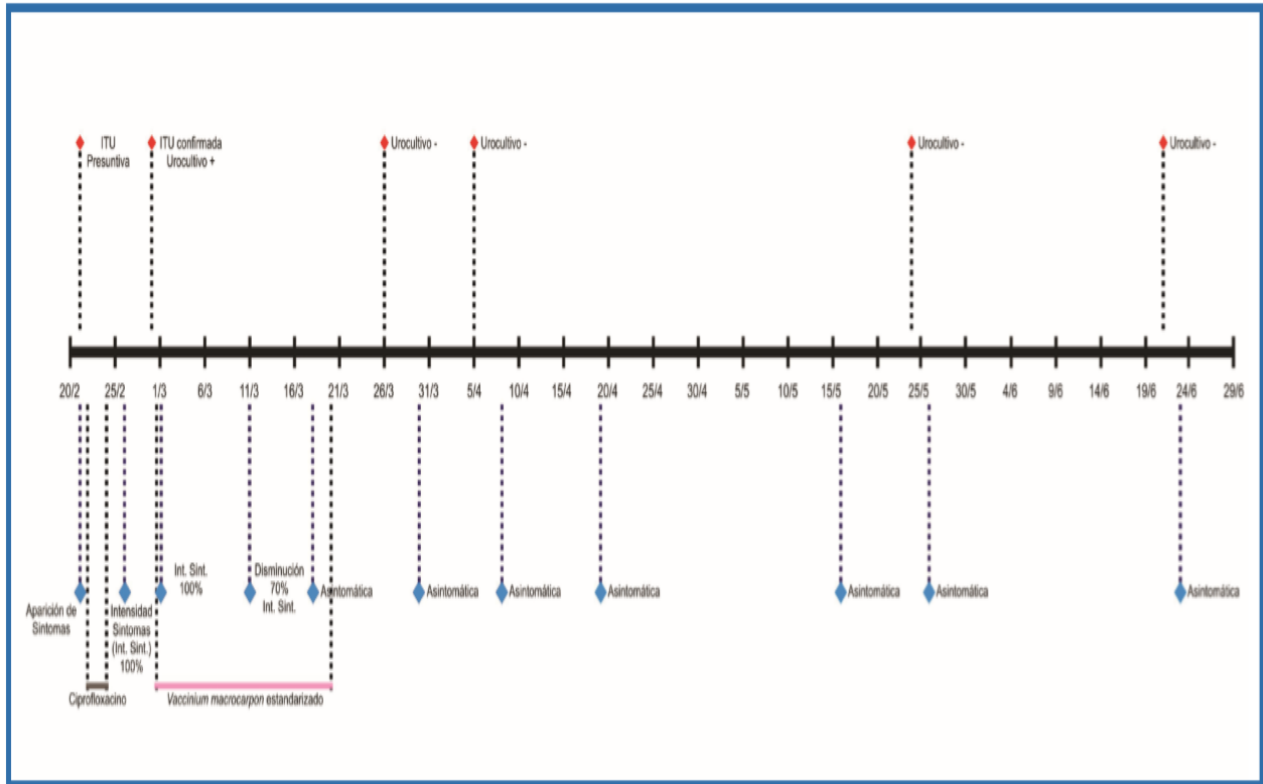 ITU
Presuntiva
ITU confirmada
Urocultivo +
Urocultivo -
Urocultivo -
Urocultivo -
Urocultivo -
20/2 25/2 1/3 6/3 11/3 16/3 21/3 26/3 31/3 5/4 10/4 15/4 20/4 25/4 30/4 5/5 10/5 15/5 20/5 25/5 30/5 4/6 9/6 14/6 19/6 24/6 29/6
Aparición de
Sintomas
Intensidad
Sintomas
(Int. Sint.)
100%
Int. Sint.
100%
Disminución
70%
Int. Sint.
Asintomática
Asintomática
Asintomática
Asintomática
Asintomática
Asintomática
Asintomática
Ciprofloxacino
Vaccinium macrocarpon estandarizado